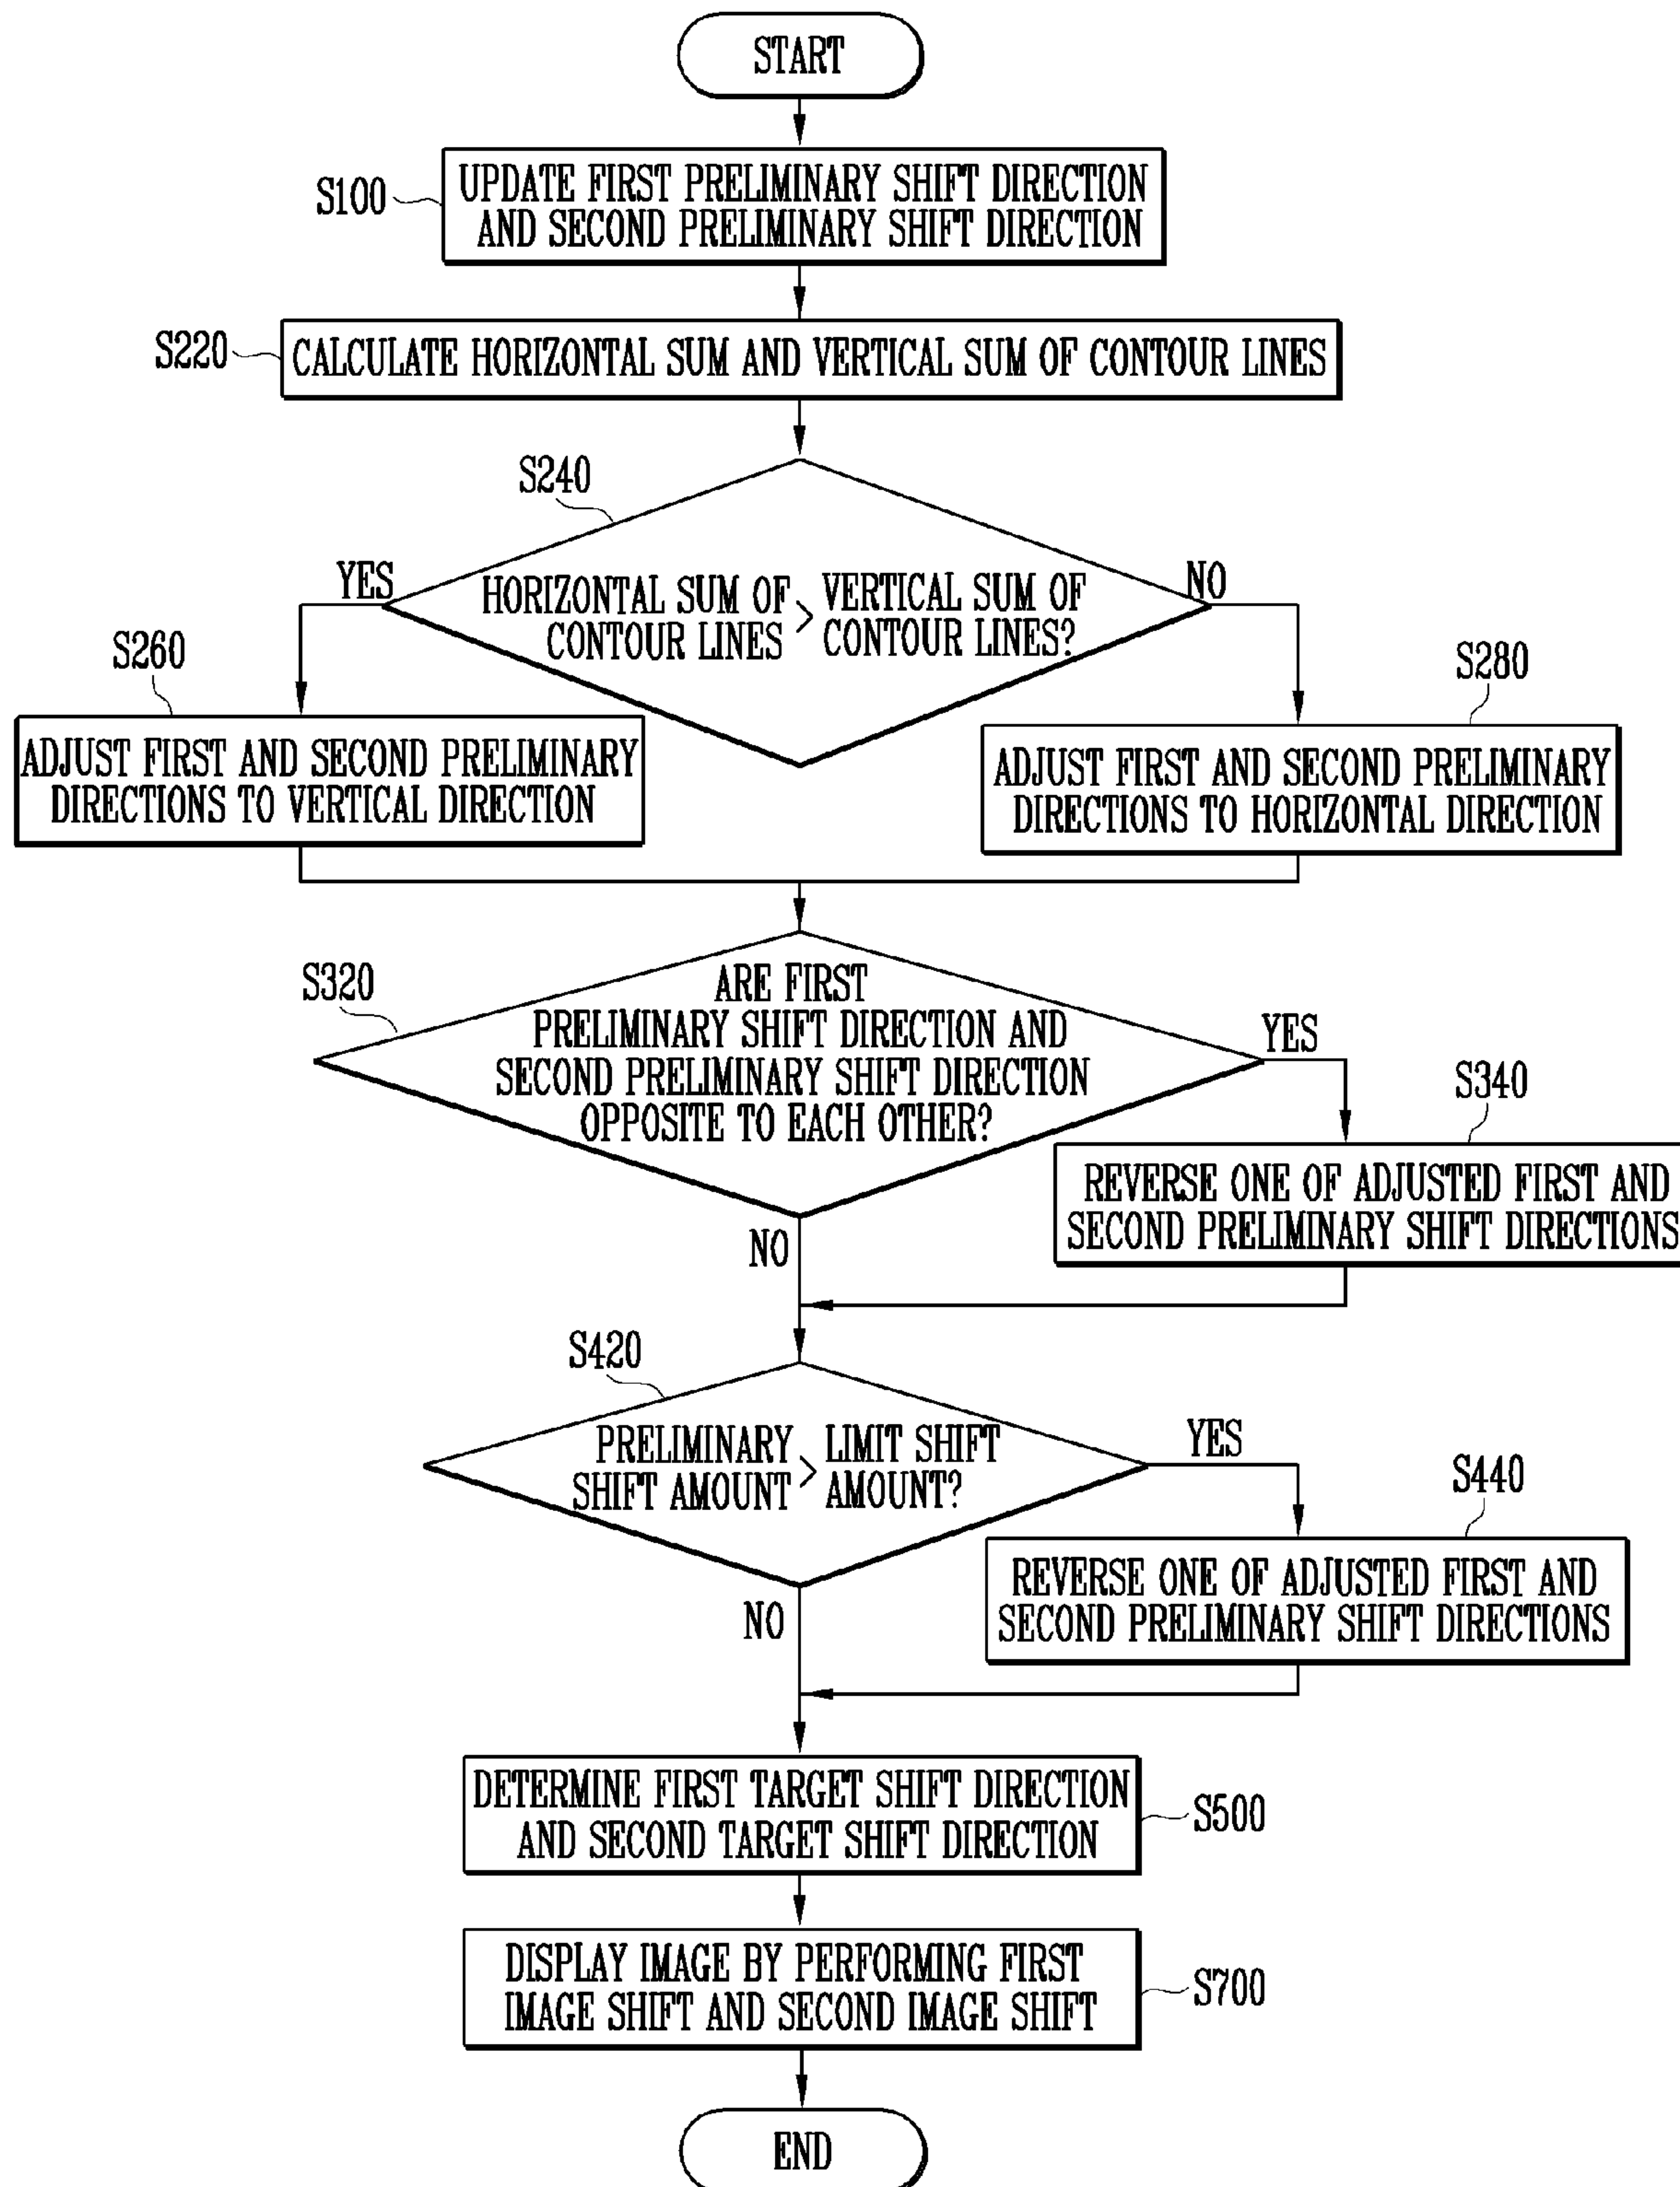 START
S100
UPDATE FIRST PRELIMINARY SHIFT DIRECTION
AND SECOND PRELIMINARY SHIFT DIRECTION
S220
CALCULATE HORIZONTAL SUM AND VERTICAL SUM OF CONTOUR LINES
S240
YES
HORIZONTAL SUM OF
CONTOUR LINES
>
VERTICAL SUM OF
CONTOUR LINES?
NO
S260
ADJUST FIRST AND SECOND PRELIMINARY
DIRECTIONS TO VERTICAL DIRECTION
S280
ADJUST FIRST AND SECOND PRELIMINARY
DIRECTIONS TO HORIZONTAL DIRECTION
S320
ARE FIRST
PRELIMINARY SHIFT DIRECTION AND
SECOND PRELIMINARY SHIFT DIRECTION
OPPOSITE TO EACH OTHER?
YES
S340
REVERSE ONE OF ADJUSTED FIRST AND
SECOND PRELIMINARY SHIFT DIRECTIONS
NO
S420
PRELIMINARY
SHIFT AMOUNT
>
LIMIT SHIFT
AMOUNT?
YES
S440
REVERSE ONE OF ADJUSTED FIRST AND
SECOND PRELIMINARY SHIFT DIRECTIONS
NO
DETERMINE FIRST TARGET SHIFT DIRECTION
AND SECOND TARGET SHIFT DIRECTION
S500
DISPLAY IMAGE BY PERFORMING FIRST
IMAGE SHIFT AND SECOND IMAGE SHIFT
S700
END